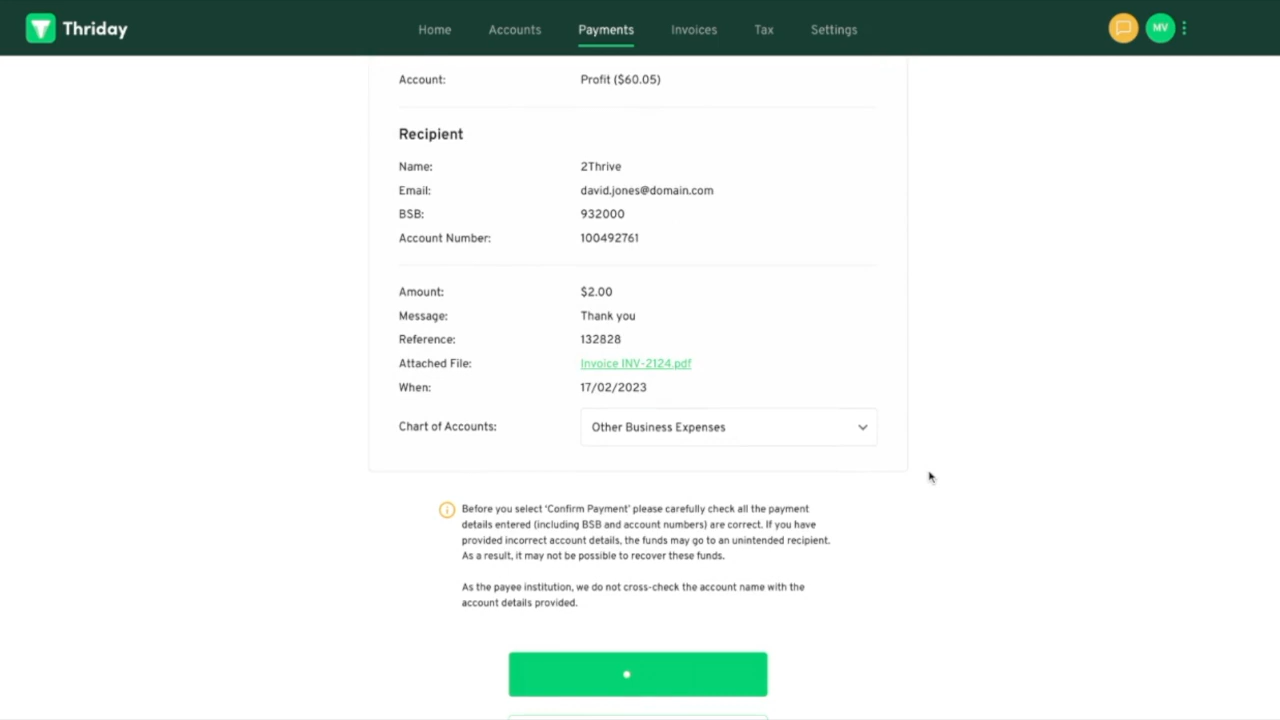 Thriday
Home Accounts Payments Invoices Tax Settings
MV
Account: Profit ($60.05)
Recipient
Name: 2Thrive
Email: david.jones@domain.com
BSB: 932000
Account Number: 100492761
Amount: $2.00
Message: Thank you
Reference: 132828
Attached File: Invoice INV-2124.pdf
When: 17/02/2023
Chart of Accounts: Other Business Expenses
Before you select ‘Confirm Payment’ please carefully check all the payment
details entered (including BSB and account numbers) are correct. If you have
provided incorrect account details, the funds may go to an unintended recipient.
As a result, it may not be possible to recover these funds.
As the payee institution, we do not cross-check the account name with the
account details provided.